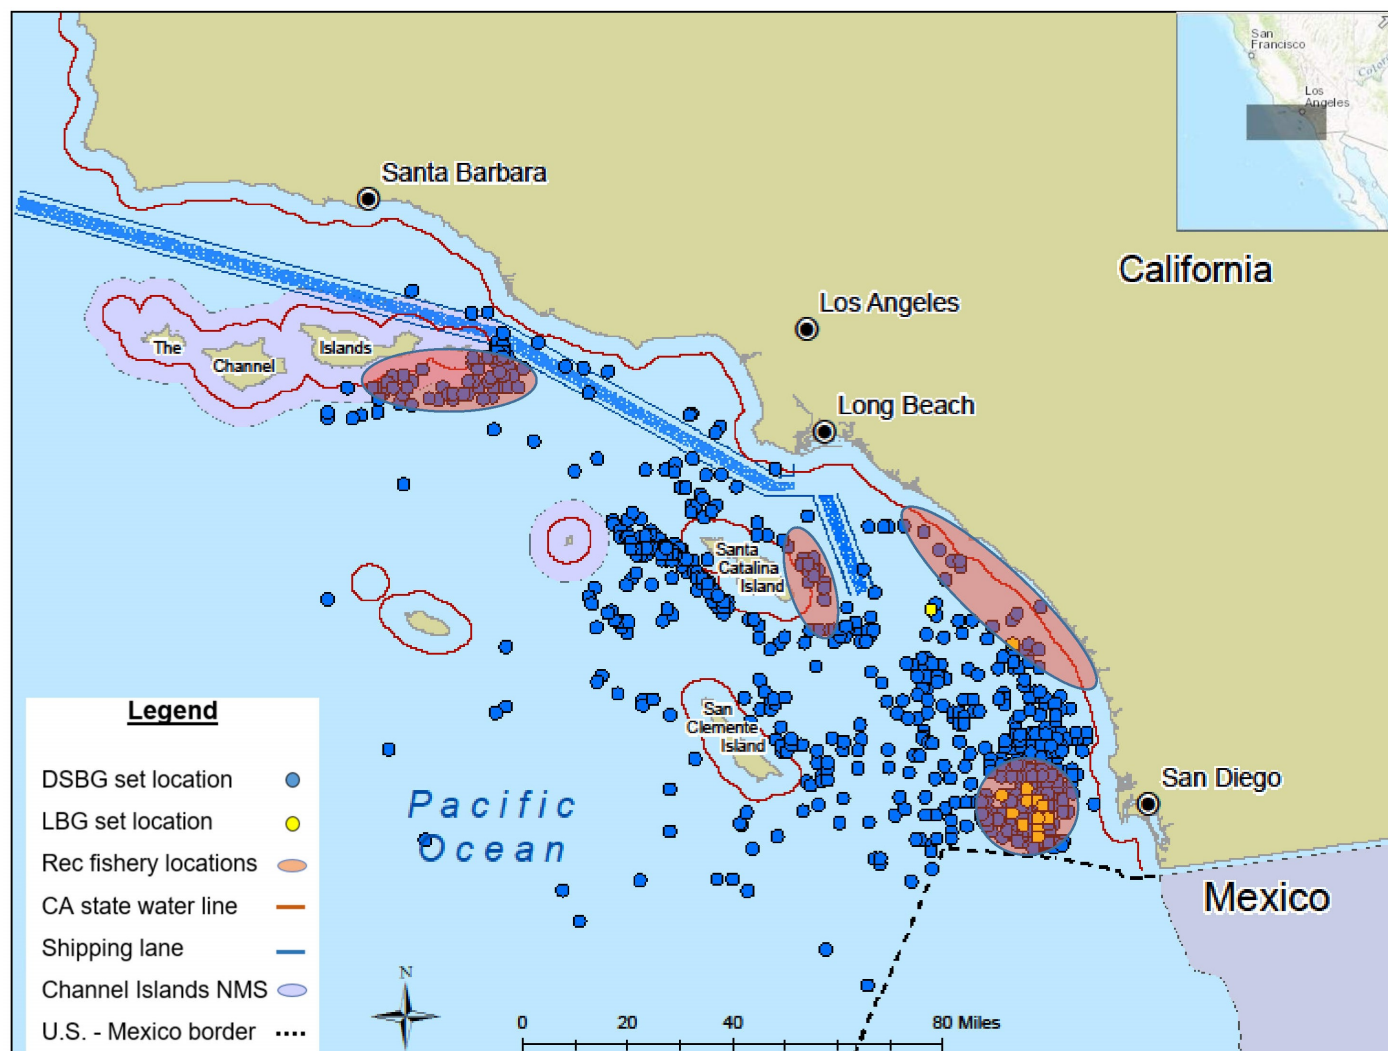 San
Francisco
Los
Angeles
Santa Barbara
California
Los Angeles
The
Channel
Islands
Long Beach
Santa
Catalina
Island
San
Clemente
Island
San Diego
Pacific
Ocean
Mexico
Legend
DSBG set location
LBG set location
Rec fishery locations
CA state water line
Shipping lane
Channel Islands NMS
U.S. - Mexico border
N
0 20 40 80 Miles